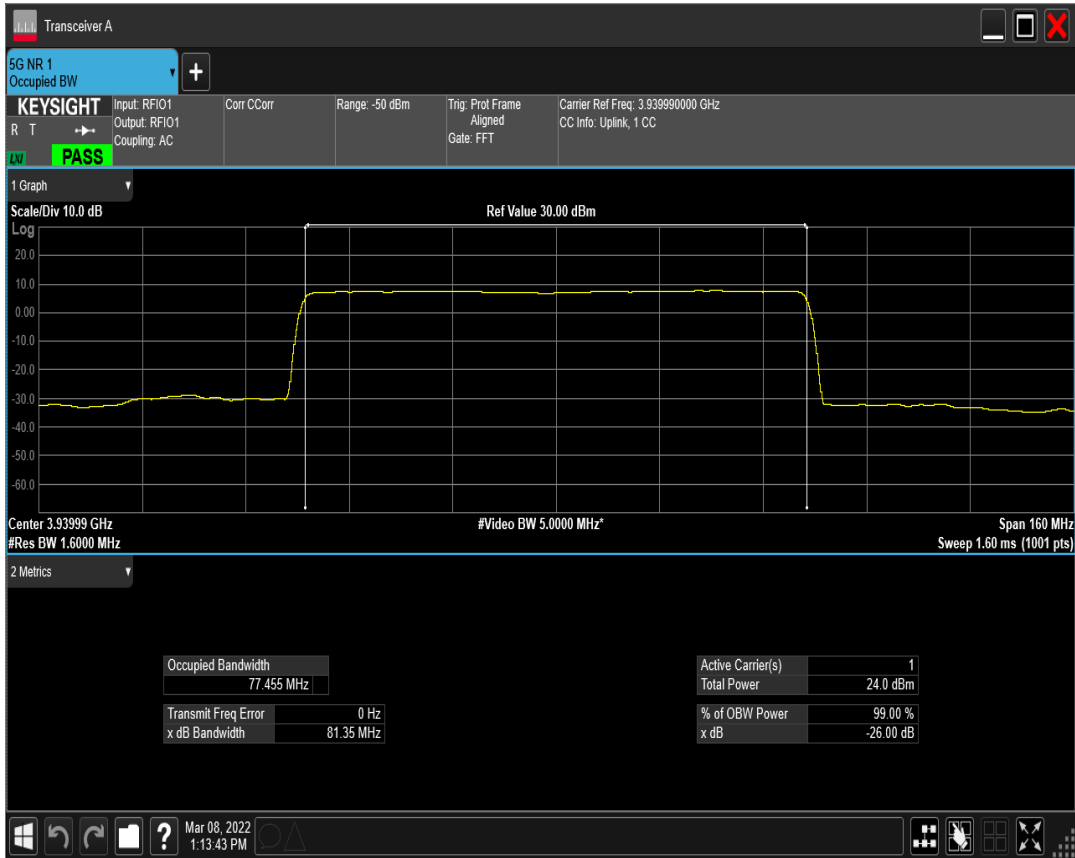 Transceiver A
5G NR 1
Occupied BW
KEYSIGHT
R T
LXI
PASS
Input: RFIO1
Output: RFIO1
Coupling: AC
Corr CCorr
Range: -50 dBm
Trig: Prot Frame
Aligned
Gate: FFT
Carrier Ref Freq: 3.939990000 GHz
CC Info: Uplink, 1 CC
1 Graph
Scale/Div 10.0 dB
Ref Value 30.00 dBm
Log
20.0
10.0
0.00
-10.0
-20.0
-30.0
-40.0
-50.0
-60.0
Center 3.93999 GHz
#Video BW 5.0000 MHz*
Span 160 MHz
#Res BW 1.6000 MHz
Sweep 1.60 ms (1001 pts)
2 Metrics
Occupied Bandwidth
77.455 MHz
Transmit Freq Error 0 Hz
x dB Bandwidth 81.35 MHz
Active Carrier(s) 1
Total Power 24.0 dBm
% of OBW Power 99.00 %
x dB -26.00 dB
?
Mar 08, 2022
1:13:43 PM